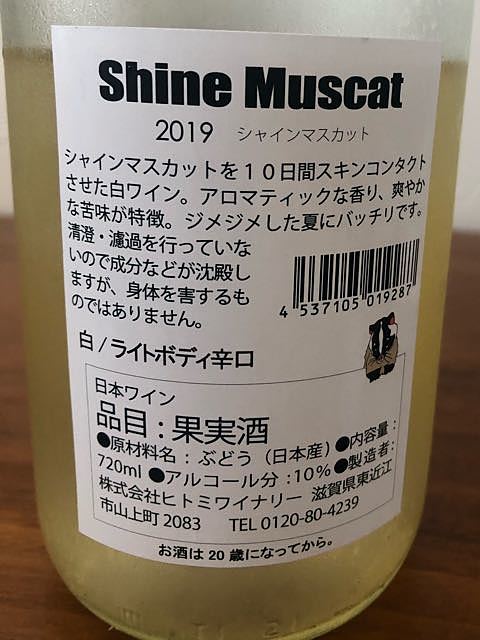 Shine Muscat
2019 シャインマスカット
シャインマスカットを１０日間スキンコンタクト
させた白ワイン。アロマティックな香り、爽やか
な苦味が特徴。ジメジメした夏にバッチリです。
清澄・濾過を行っていな
いので成分などが沈殿し
ますが、身体を害するも
のではありません。
4 537105 019287
白/ライトボディ辛口
日本ワイン
品目：果実酒
●原材料名：ぶどう（日本産）●内容量：
720ml ●アルコール分：10％●製造者：
株式会社ヒトミワイナリー 滋賀県東近江
市山上町2083 TEL 0120-80-4239
お酒は20歳になってから。